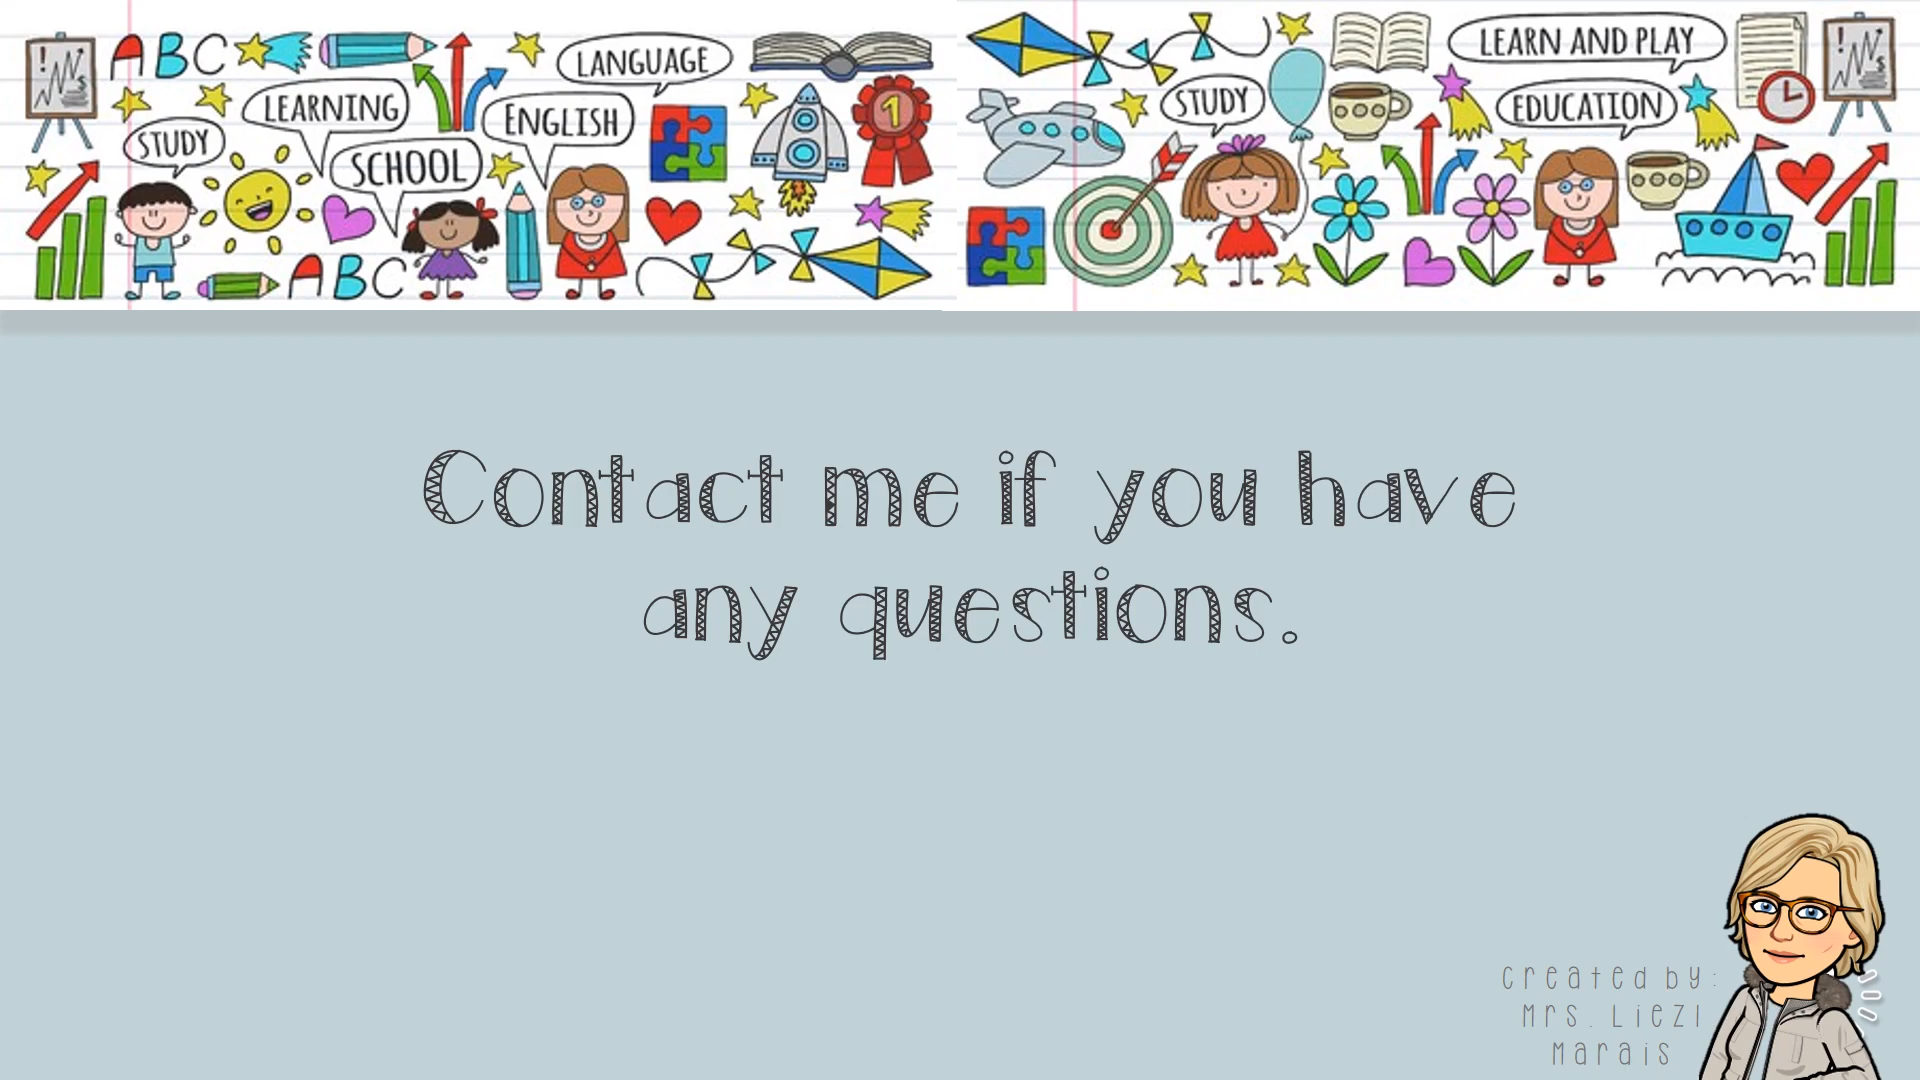 ABC
LANGUAGE
LEARNING
ENGLISH
STUDY
SCHOOL
1
ABC
LEARN AND PLAY
STUDY
EDUCATION
Contact me if you have
any questions.
created by:
Mrs. Liezl
Marais